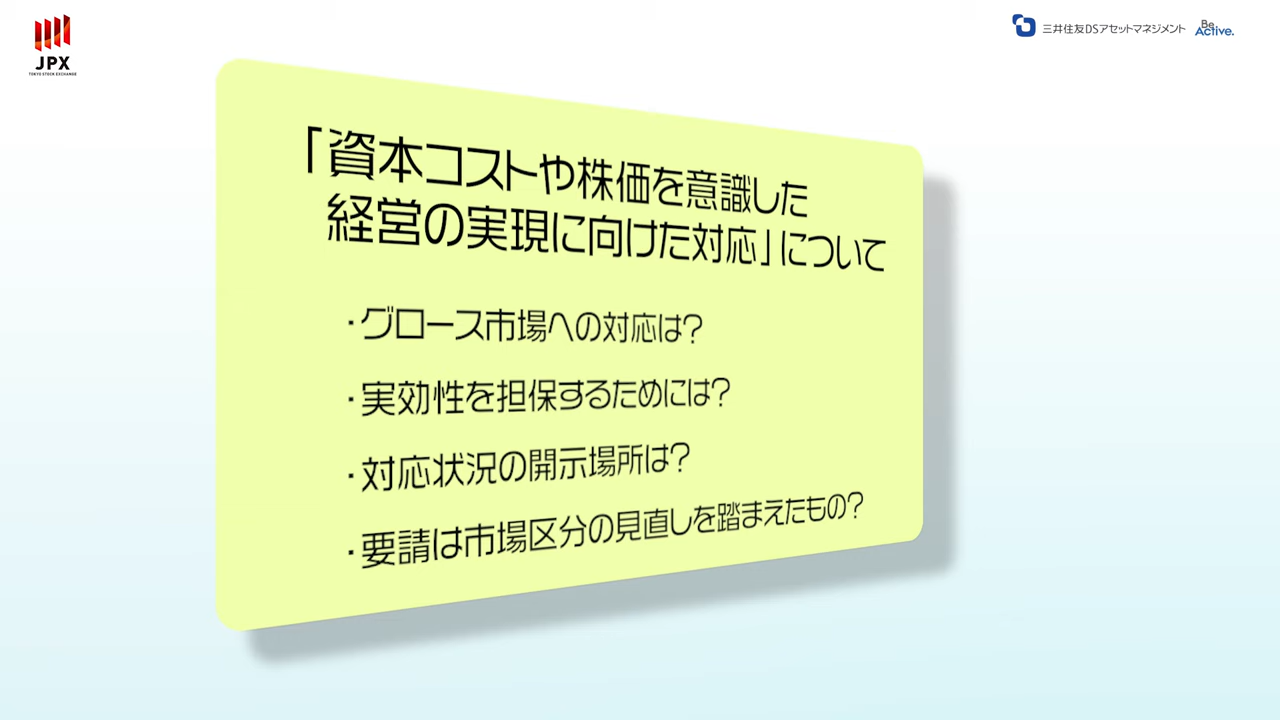 JPX
TOKYO STOCK EXCHANGE
三井住友DSアセットマネジメント
Be Active.
「資本コストや株価を意識した
経営の実現に向けた対応」について
・グロース市場への対応は?
・実効性を担保するためには?
・対応状況の開示場所は?
・要請は市場区分の見直しを踏まえたもの?